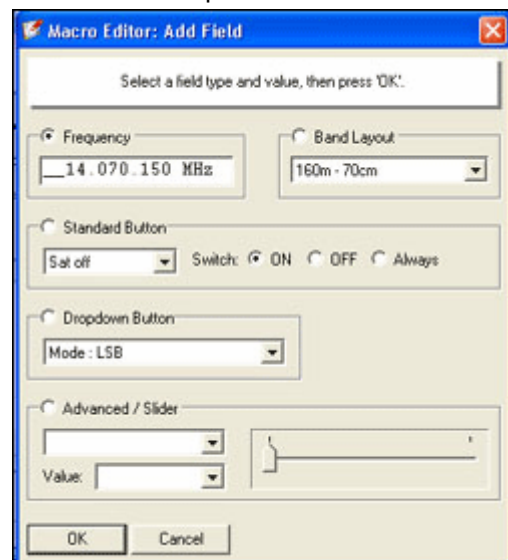 Macro Editor: Add Field
Select a field type and value, then press 'OK'.
Frequency
Band Layout
__14.070.150 MHz
160m - 70cm
Standard Button
Sat off
Switch: ON OFF Always
Dropdown Button
Mode : LSB
Advanced / Slider
Value:
OK Cancel